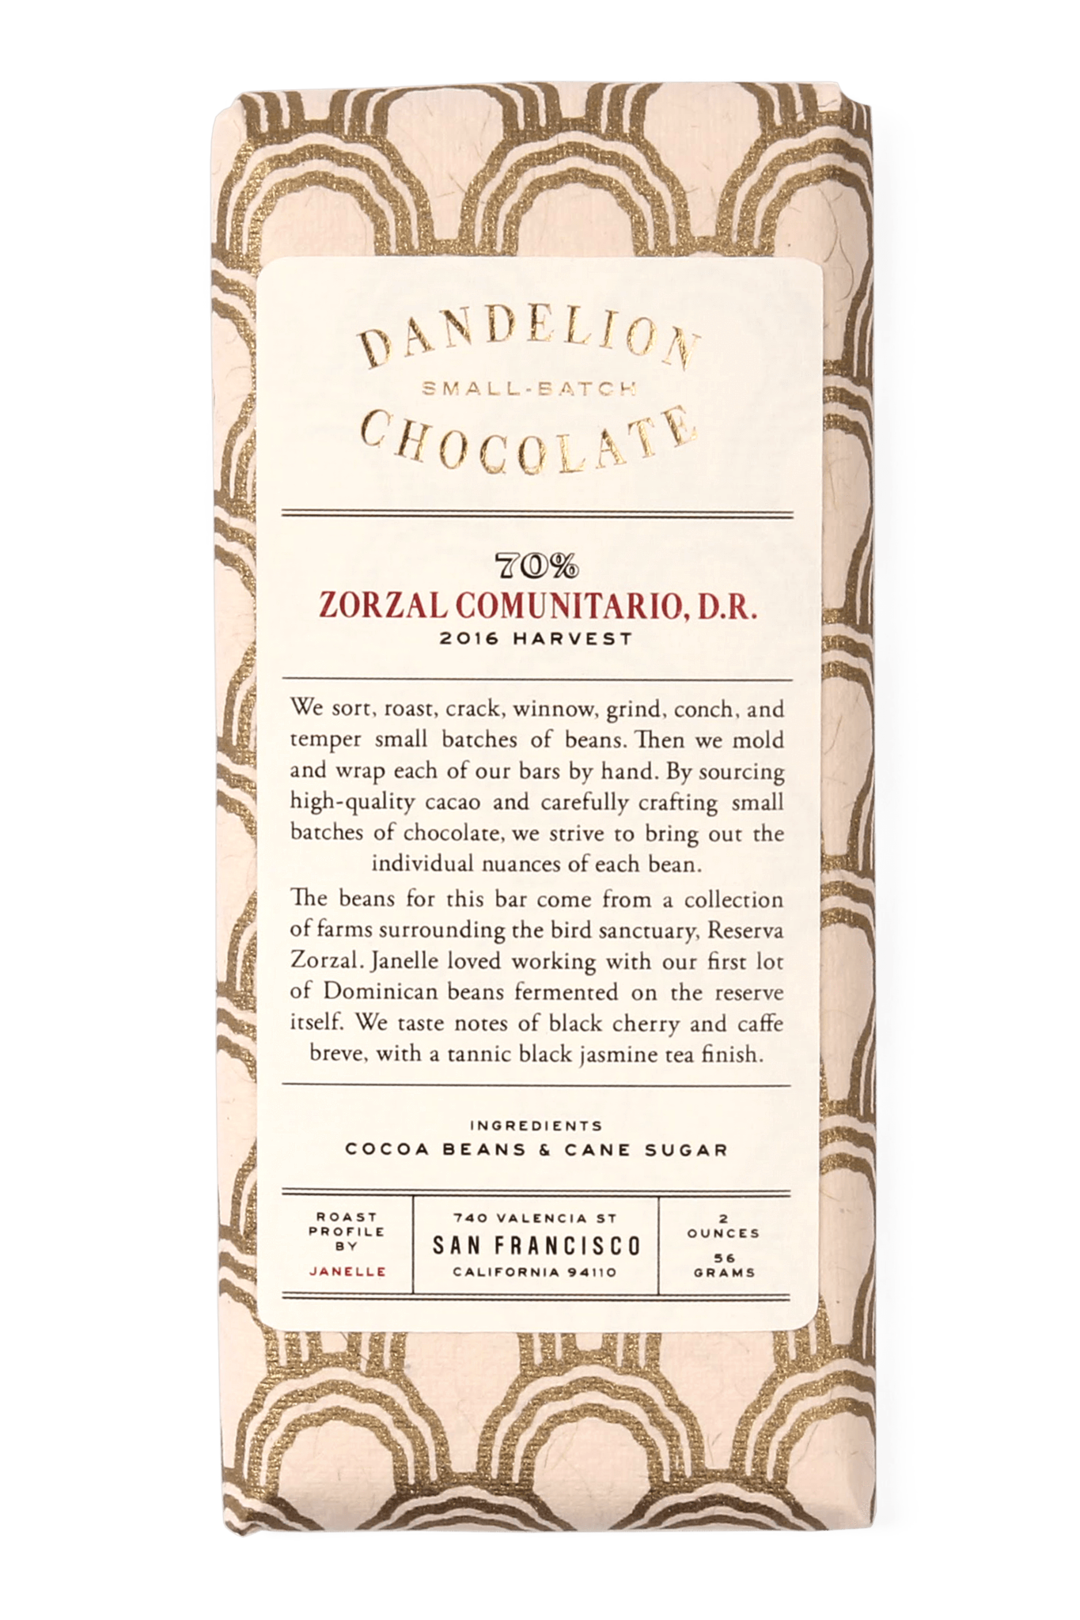 DANDELION
SMALL-BATCH
CHOCOLATE
70%
ZORZAL COMUNITARIO, D.R.
2016 HARVEST
We sort, roast, crack, winnow, grind, conch, and
temper small batches of beans. Then we mold
and wrap each of our bars by hand. By sourcing
high-quality cacao and carefully crafting small
batches of chocolate, we strive to bring out the
individual nuances of each bean.
The beans for this bar come from a collection
of farms surrounding the bird sanctuary, Reserva
Zorzal. Janelle loved working with our first lot
of Dominican beans fermented on the reserve
itself. We taste notes of black cherry and caffe
breve, with a tannic black jasmine tea finish.
INGREDIENTS
COCOA BEANS & CANE SUGAR
ROAST
PROFILE
BY
JANELLE
740 VALENCIA ST
SAN FRANCISCO
CALIFORNIA 94110
2
OUNCES
56
GRAMS